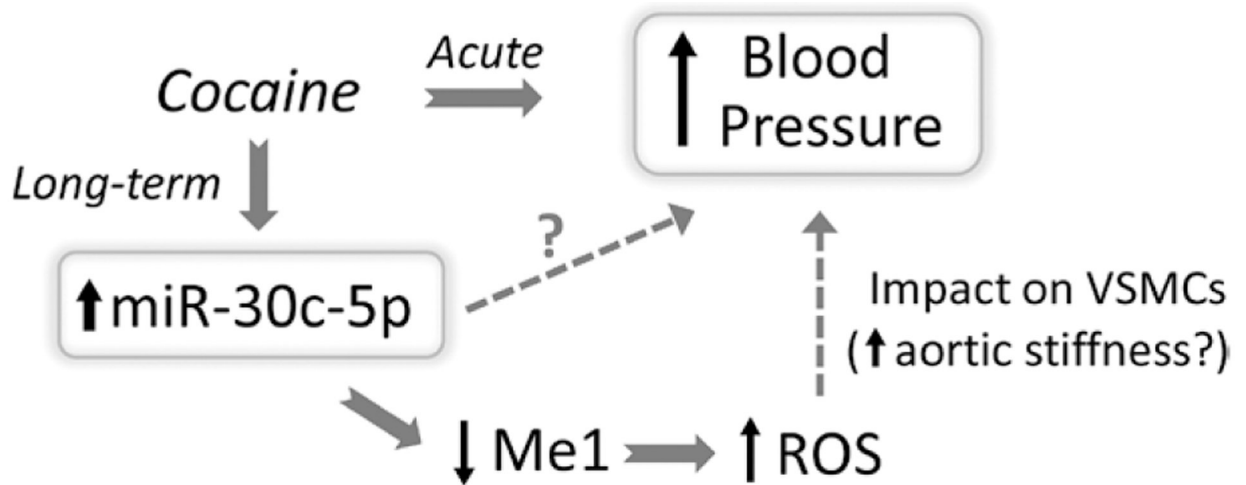 Acute
Cocaine
↑ Blood
Pressure
Long-term
?
↑miR-30c-5p
Impact on VSMCs
(↑aortic stiffness?)
↓ Me1
↑ ROS